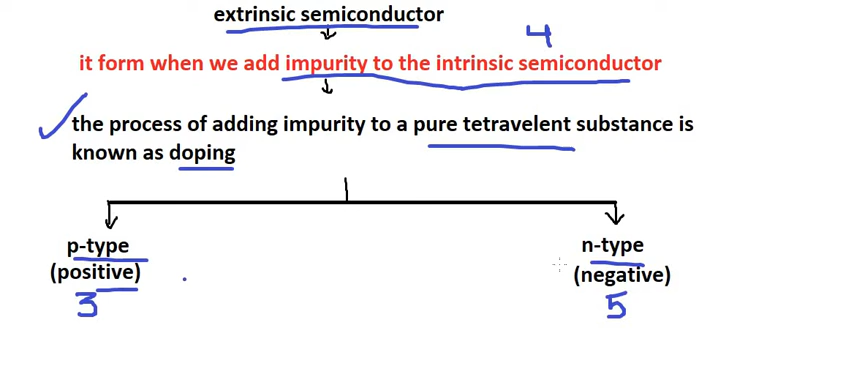 extrinsic semiconductor
4
it form when we add impurity to the intrinsic semiconductor
the process of adding impurity to a pure tetravelent substance is
known as doping
p-type
(positive)
3
n-type
(negative)
5